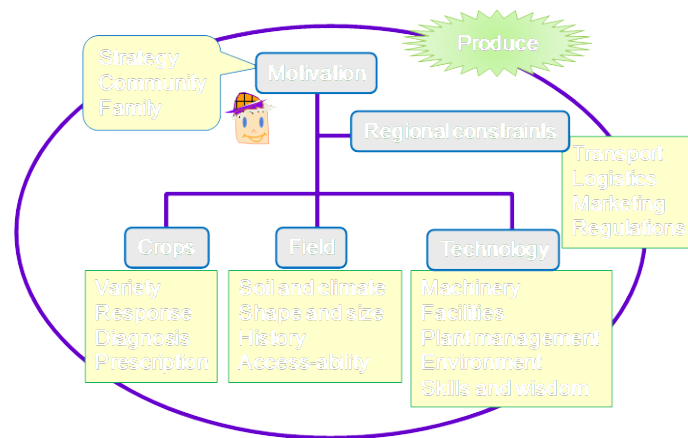 Produce
Strategy
Community
Family
Motivation
Regional constraints
Transport
Logistics
Marketing
Regulations
Crops
Field
Technology
Variety
Response
Diagnosis
Prescription
Soil and climate
Shape and size
History
Access-ability
Machinery
Facilities
Plant management
Environment
Skills and wisdom